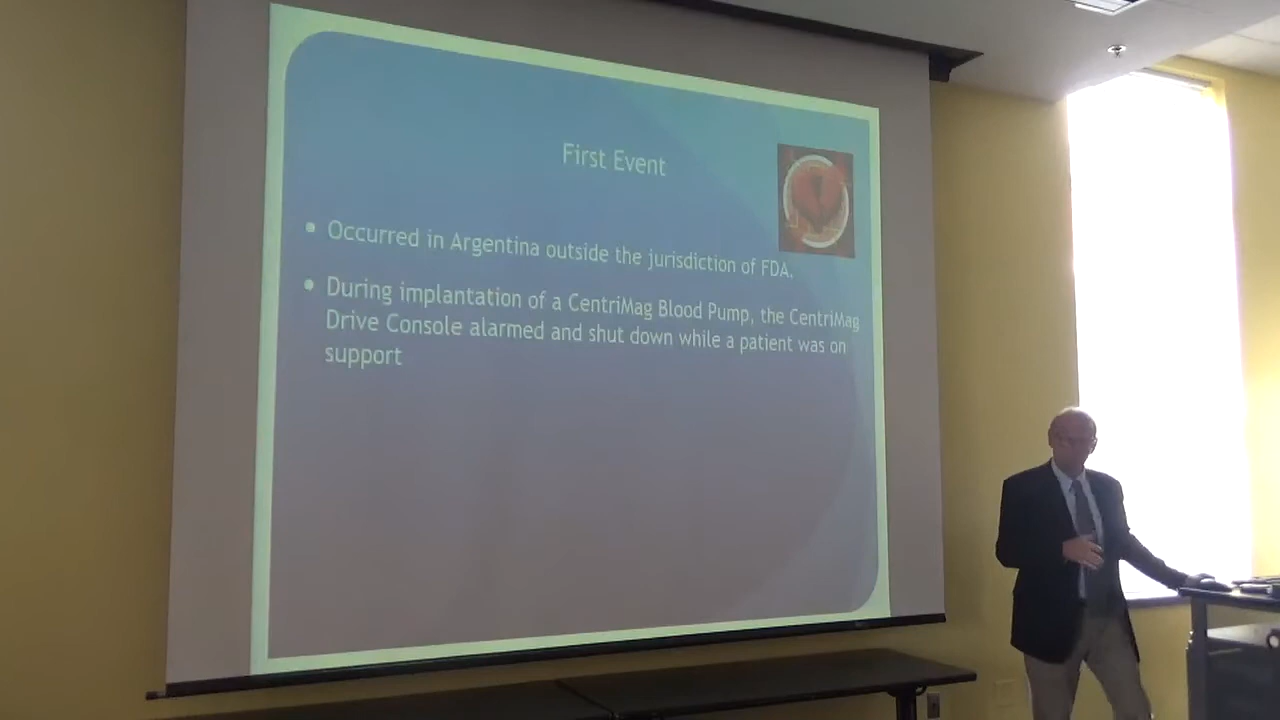 First Event
• Occurred in Argentina outside the jurisdiction of FDA.
• During implantation of a CentriMag Blood Pump, the CentriMag
Drive Console alarmed and shut down while a patient was on
support